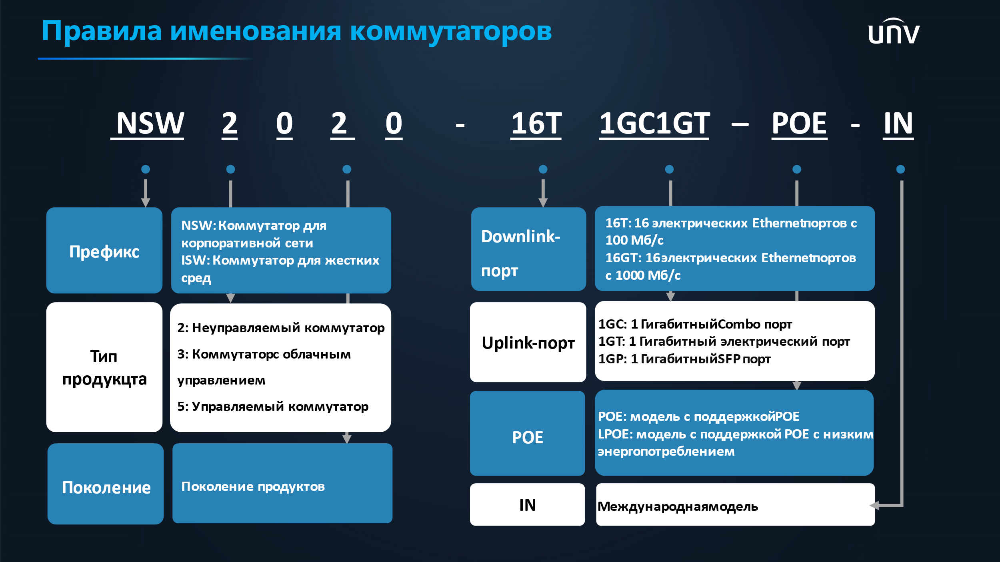 Правила именования коммутаторов
unv
NSW 2 0 2 0 - 16T 1GC1GT – POE - IN
Префикс
NSW: Коммутатор для
корпоративной сети
ISW: Коммутатор для жестких
сред
Тип
продукцта
2: Неуправляемый коммутатор
3: Коммутаторс облачным
управлением
5: Управляемый коммутатор
Поколение
Поколение продуктов
Downlink-
порт
16T: 16 электрических Ethernetпортов с
100 Мб/с
16GT: 16электрических Ethernetпортов
с 1000 Мб/с
Uplink-порт
1GC: 1 ГигабитныйCombo порт
1GT: 1 Гигабитный электрический порт
1GP: 1 ГигабитныйSFP порт
POE
POE: модель с поддержкойPOE
LPOE: модель с поддержкой POE с низким
энергопотреблением
IN
Международнаямодель